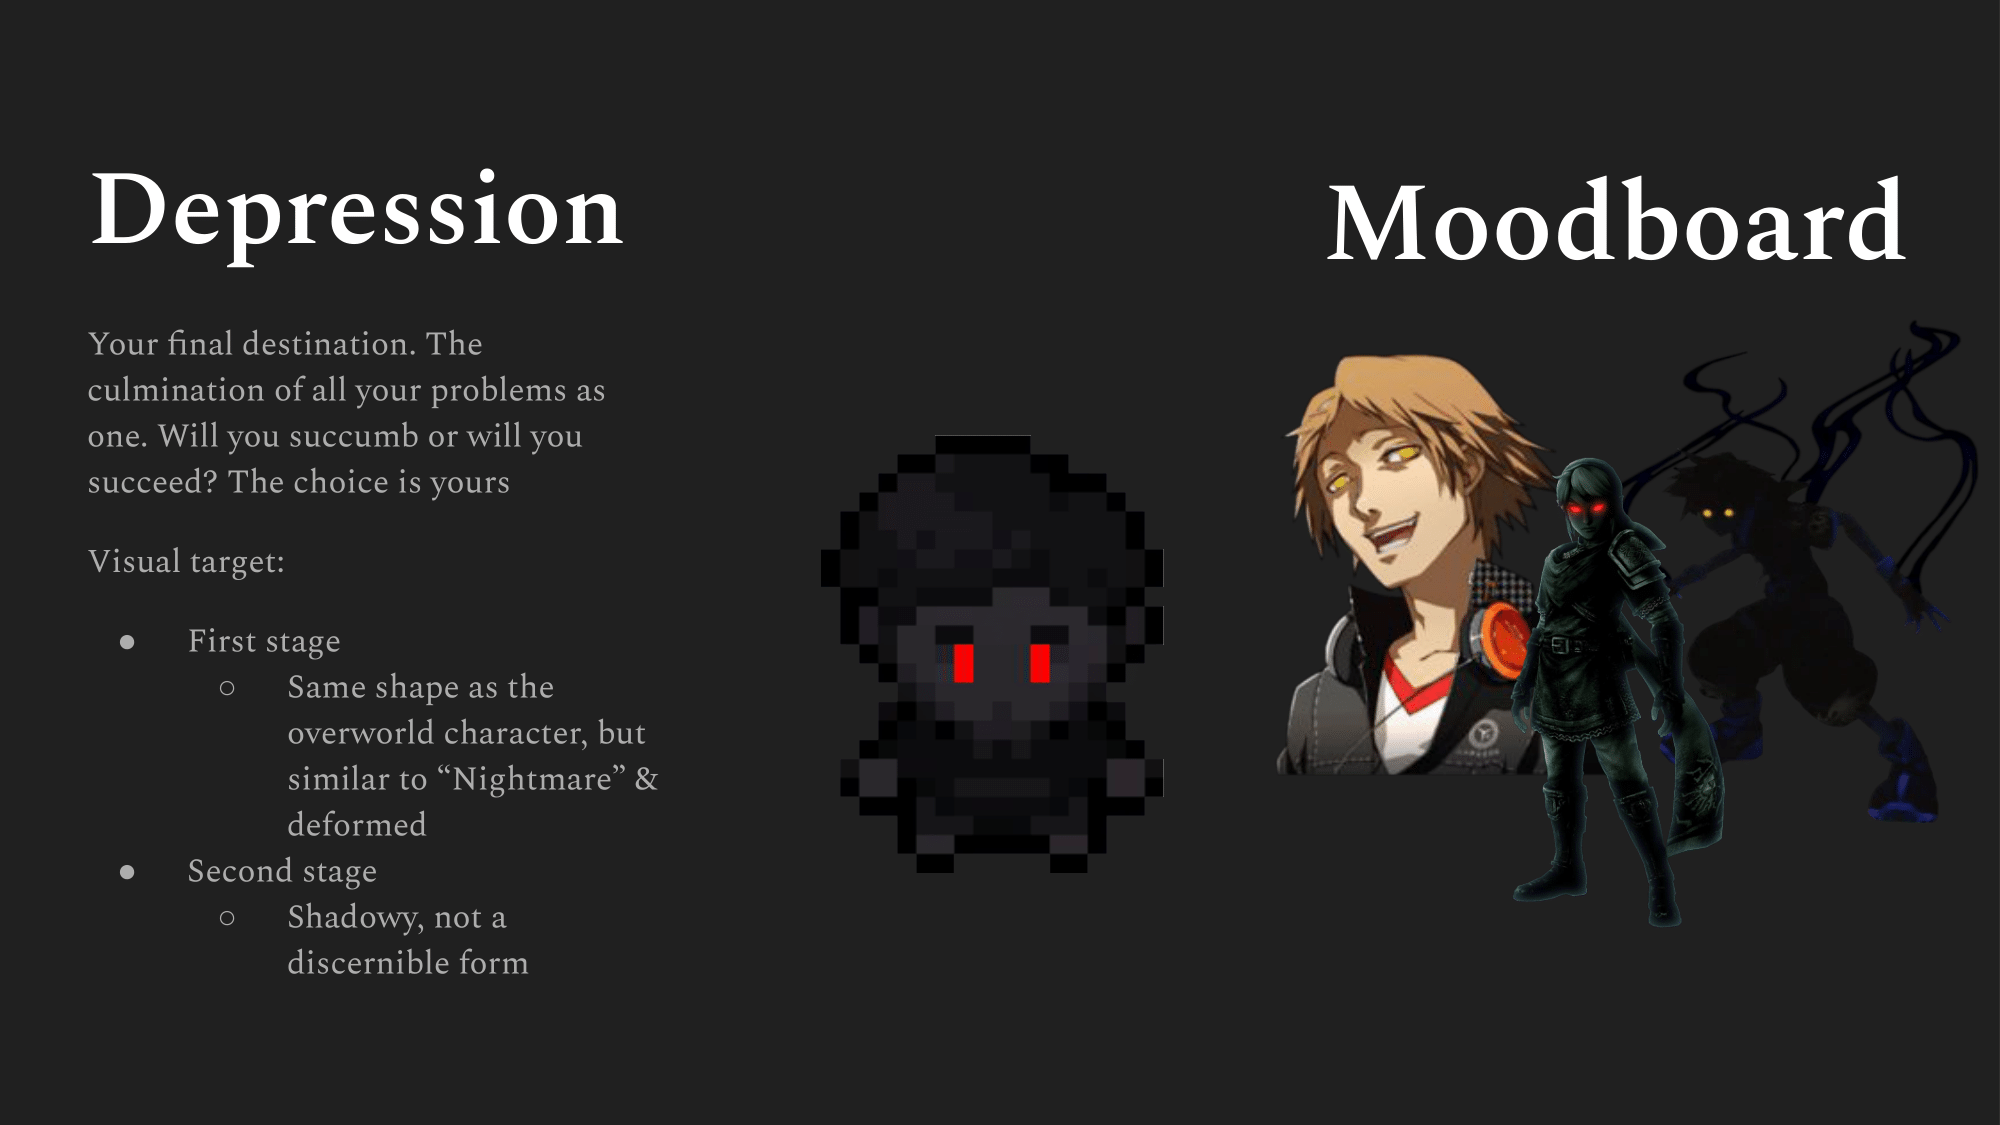 Depression
Your final destination. The
culmination of all your problems as
one. Will you succumb or will you
succeed? The choice is yours
Visual target:
● First stage
○ Same shape as the
overworld character, but
similar to “Nightmare” &
deformed
● Second stage
○ Shadowy, not a
discernible form
Moodboard